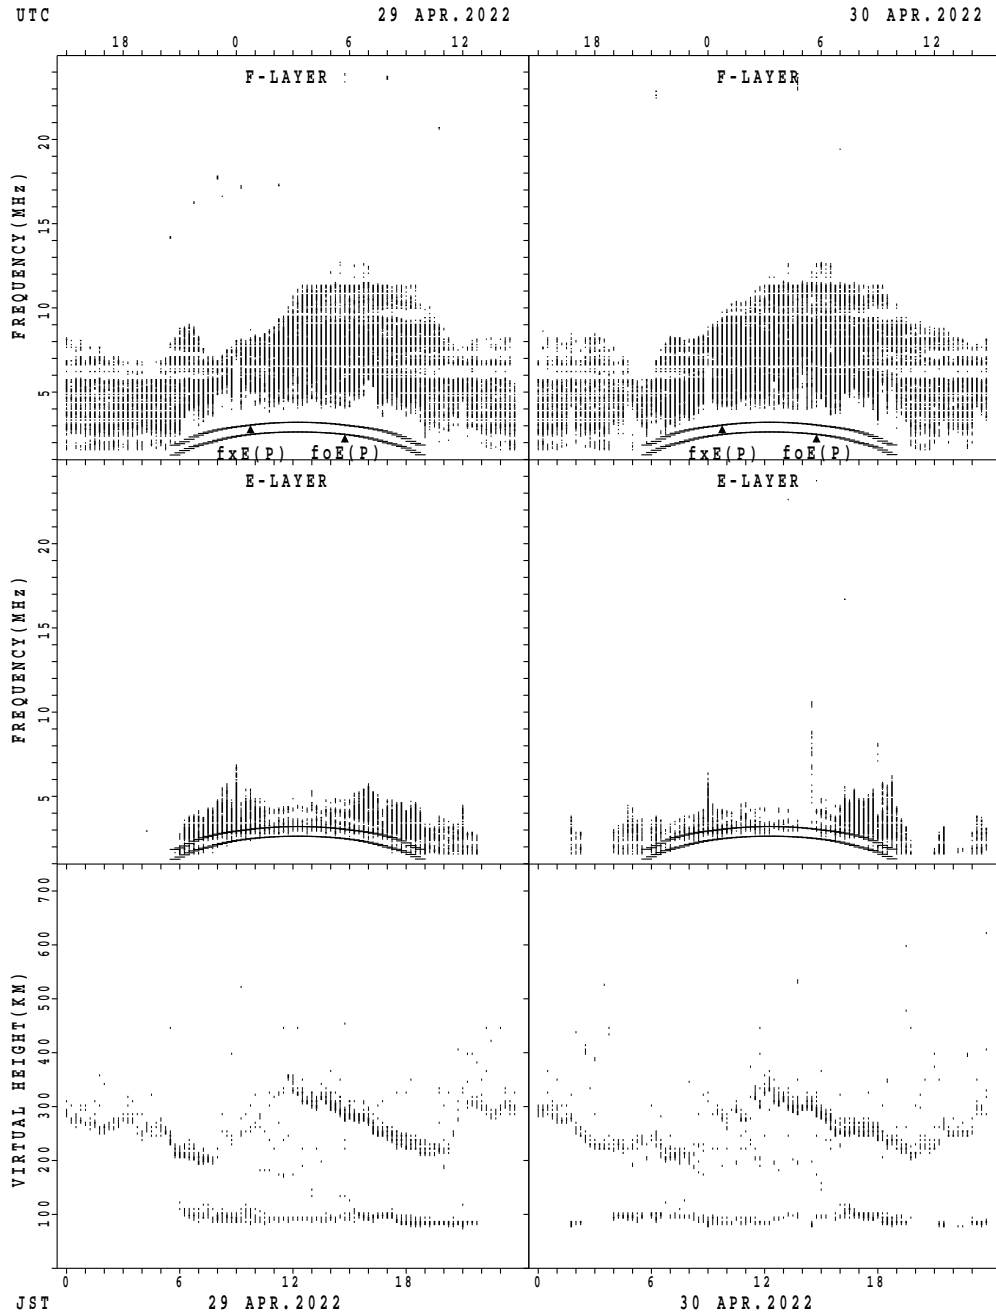 UTC 29 APR.2022 30 APR.2022
18 0 6 12 18 0 6 12
F-LAYER F-LAYER
FREQUENCY(MHz)
20
15
10
5
fxE(P) foE(P) fxE(P) foE(P)
E-LAYER E-LAYER
FREQUENCY(MHz)
20
15
10
5
VIRTUAL HEIGHT(KM)
700
600
500
400
300
200
100
0 6 12 18 0 6 12 18
JST 29 APR.2022 30 APR.2022